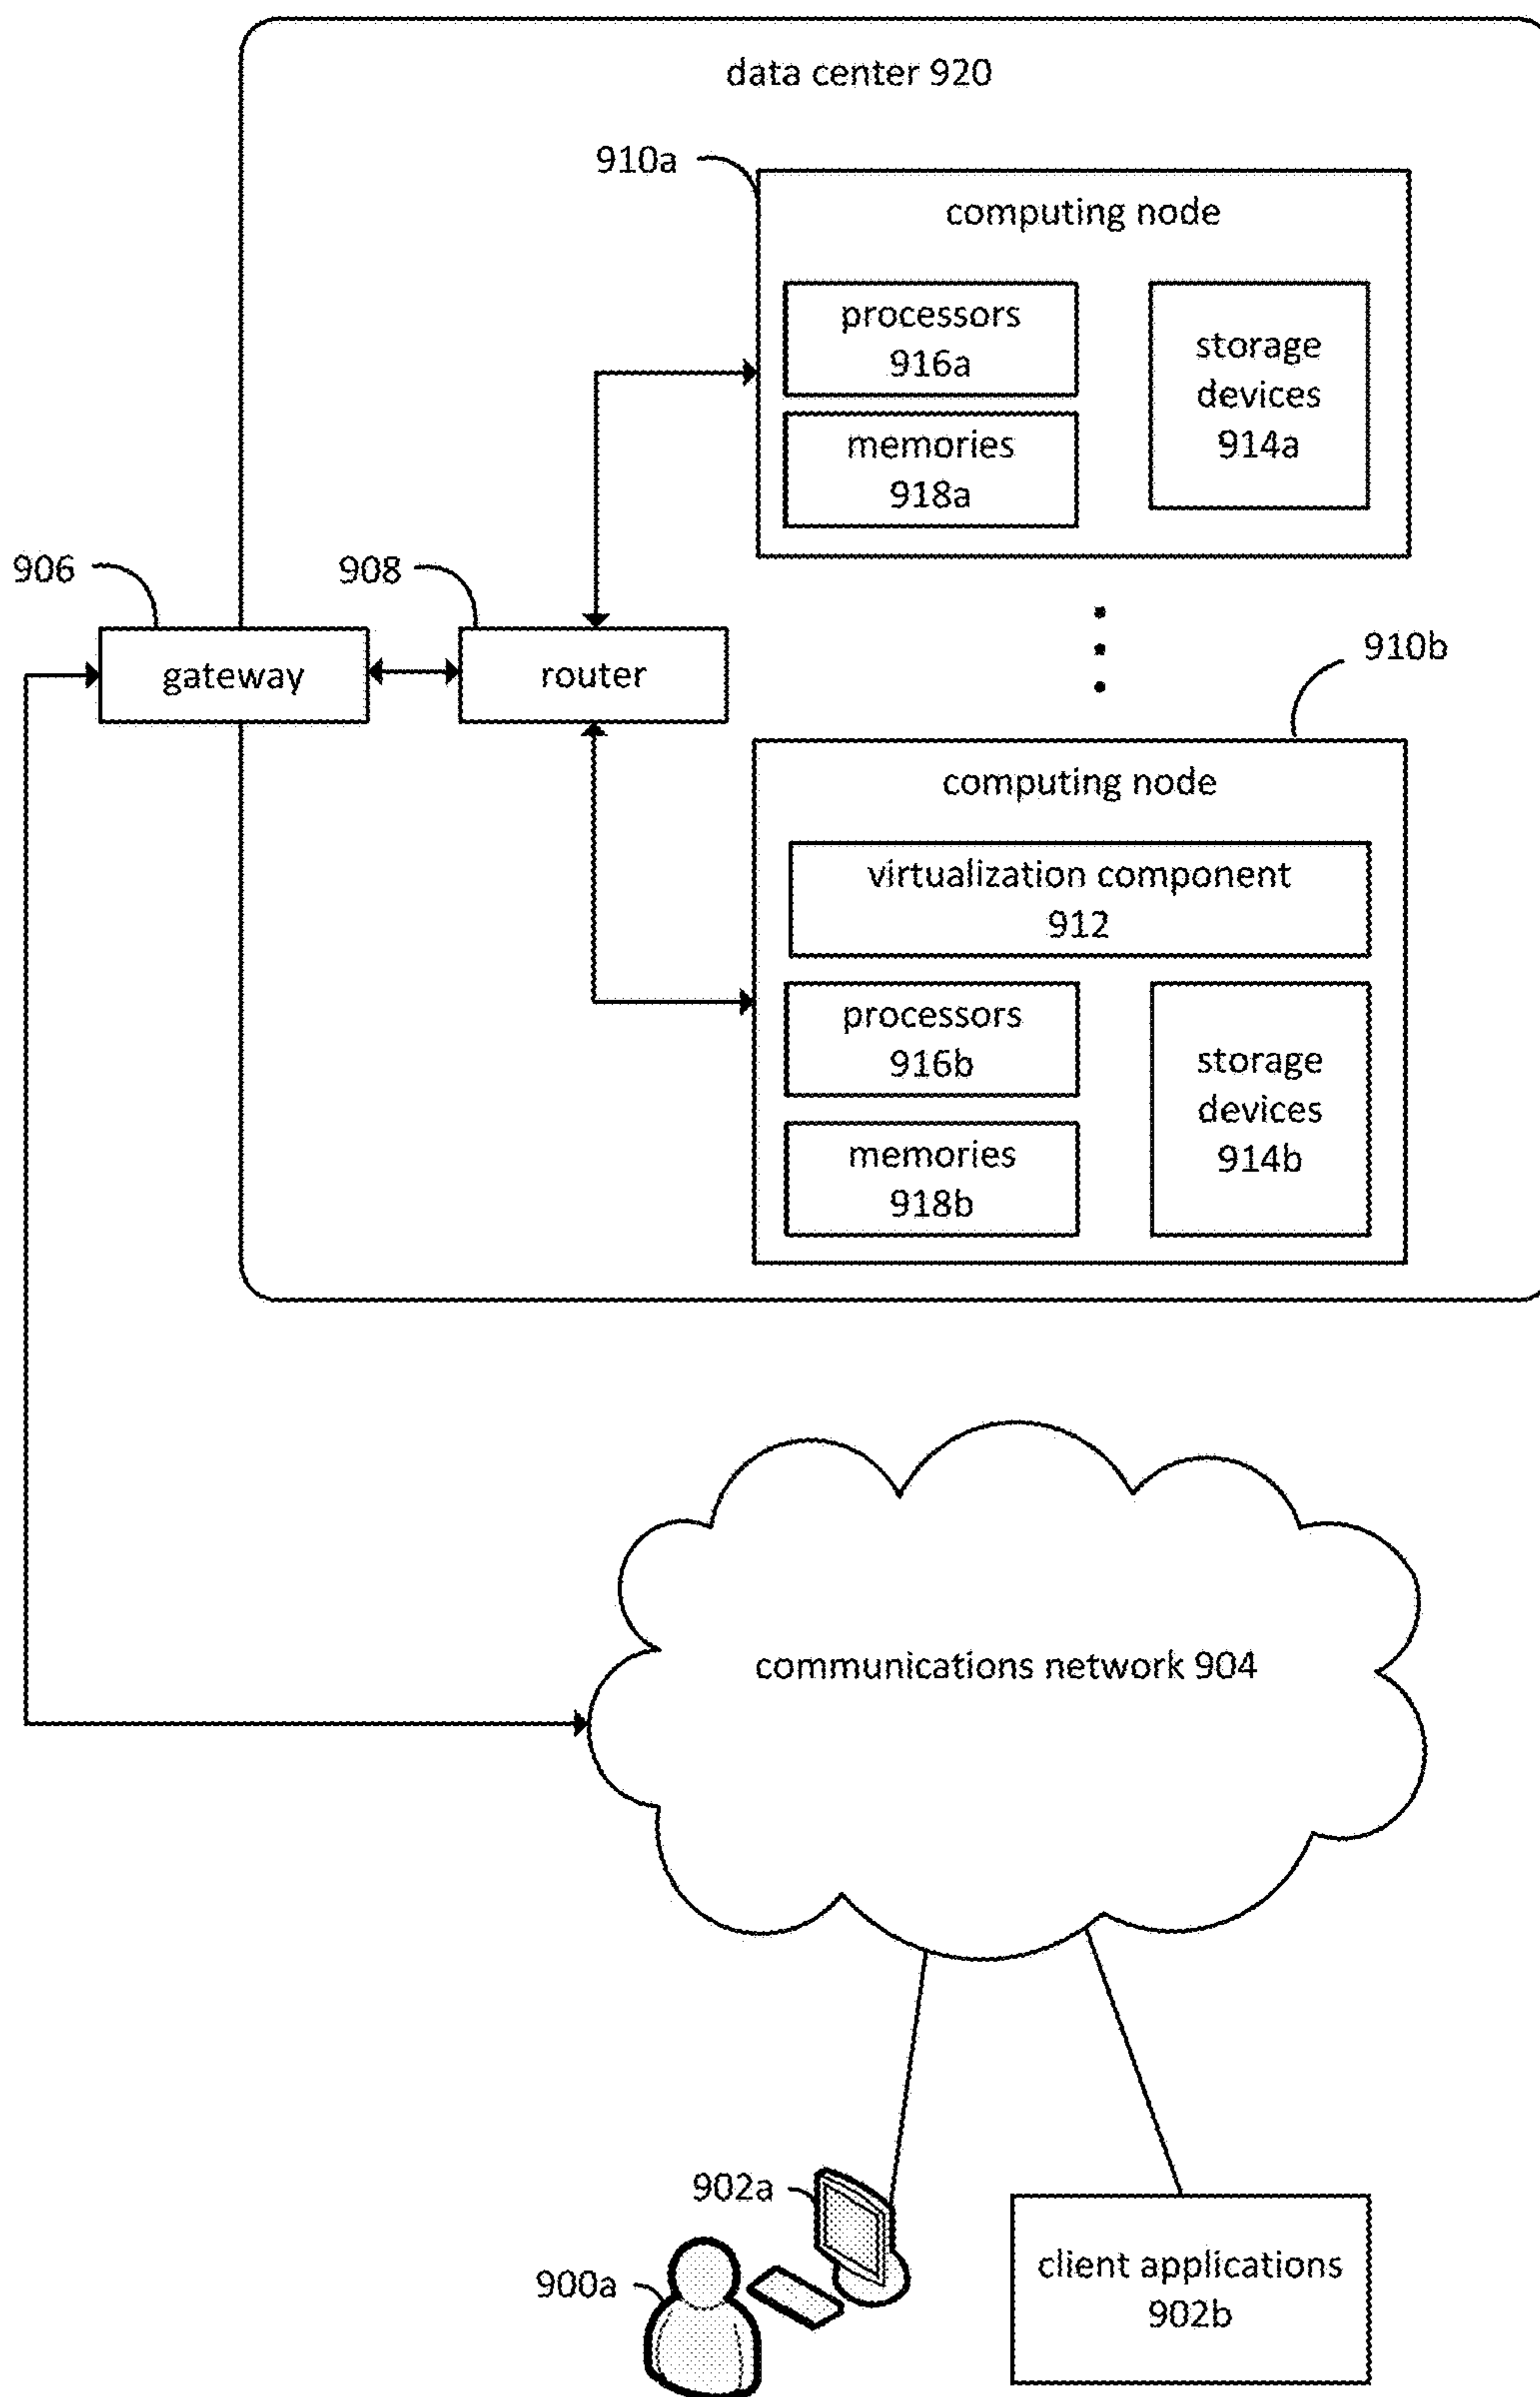 data center 920
910a
computing node
processors
916a
memories
918a
storage
devices
914a
906
908
gateway
router
910b
computing node
virtualization component
912
processors
916b
memories
918b
storage
devices
914b
communications network 904
902a
900a
client applications
902b